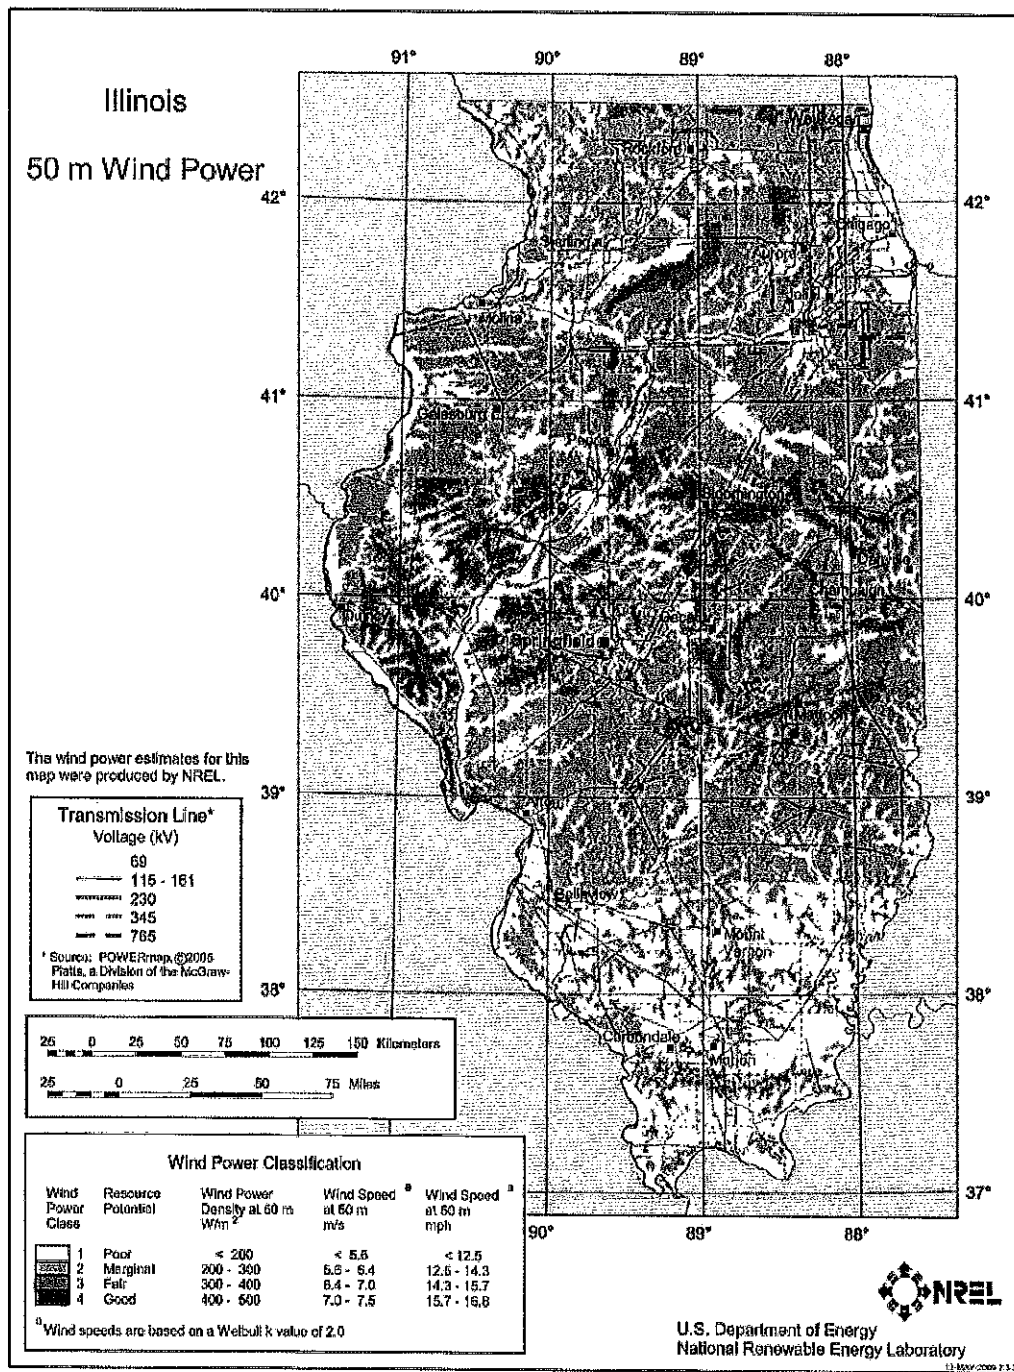 Illinois
50 m Wind Power
91° 90° 89° 88°
42° 42°
41° 41°
40° 40°
39° 39°
38° 38°
37°
90° 89° 88°
Waukegan
Rockford
Chicago
Sterling
Moline
Galesburg
Peoria
Bloomington
Champaign
Quincy
Decatur
Springfield
Mattoon
Alton
Belleville
Mount
Vernon
Carbondale
Marion
The wind power estimates for this
map were produced by NREL.
Transmission Line*
Voltage (kV)
69
115 - 161
230
345
765
* Source: POWERmap, ©2005
Platts, a Division of the McGraw-
Hill Companies
25 0 25 50 75 100 125 150 Kilometers
25 0 25 50 75 Miles
Wind Power Classification
Wind Power Class
Resource Potential
Wind Power Density at 50 m W/m²
Wind Speed a at 50 m m/s
Wind Speed a at 50 m mph
1 Poor < 200 < 5.6 < 12.5
2 Marginal 200 - 300 5.6 - 6.4 12.5 - 14.3
3 Fair 300 - 400 6.4 - 7.0 14.3 - 15.7
4 Good 400 - 500 7.0 - 7.5 15.7 - 16.8
a Wind speeds are based on a Weibull k value of 2.0
NREL
U.S. Department of Energy
National Renewable Energy Laboratory